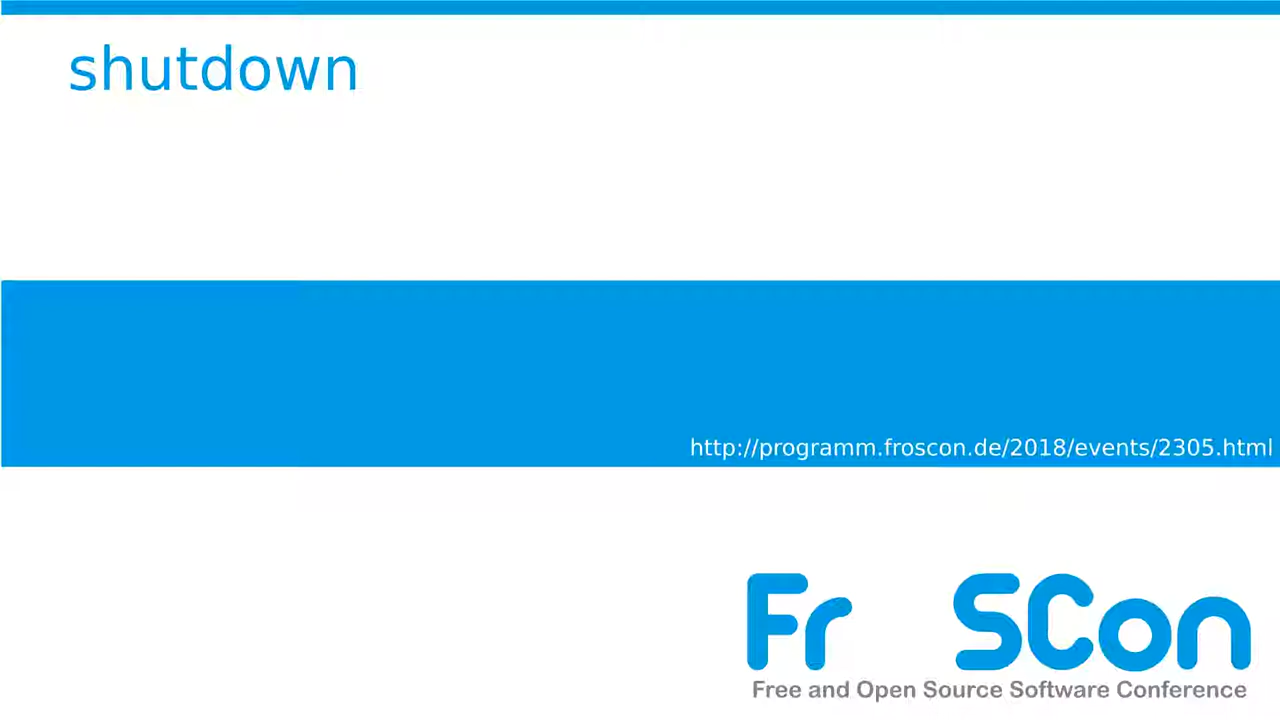 shutdown
http://programm.froscon.de/2018/events/2305.html
Fr SCon
Free and Open Source Software Conference